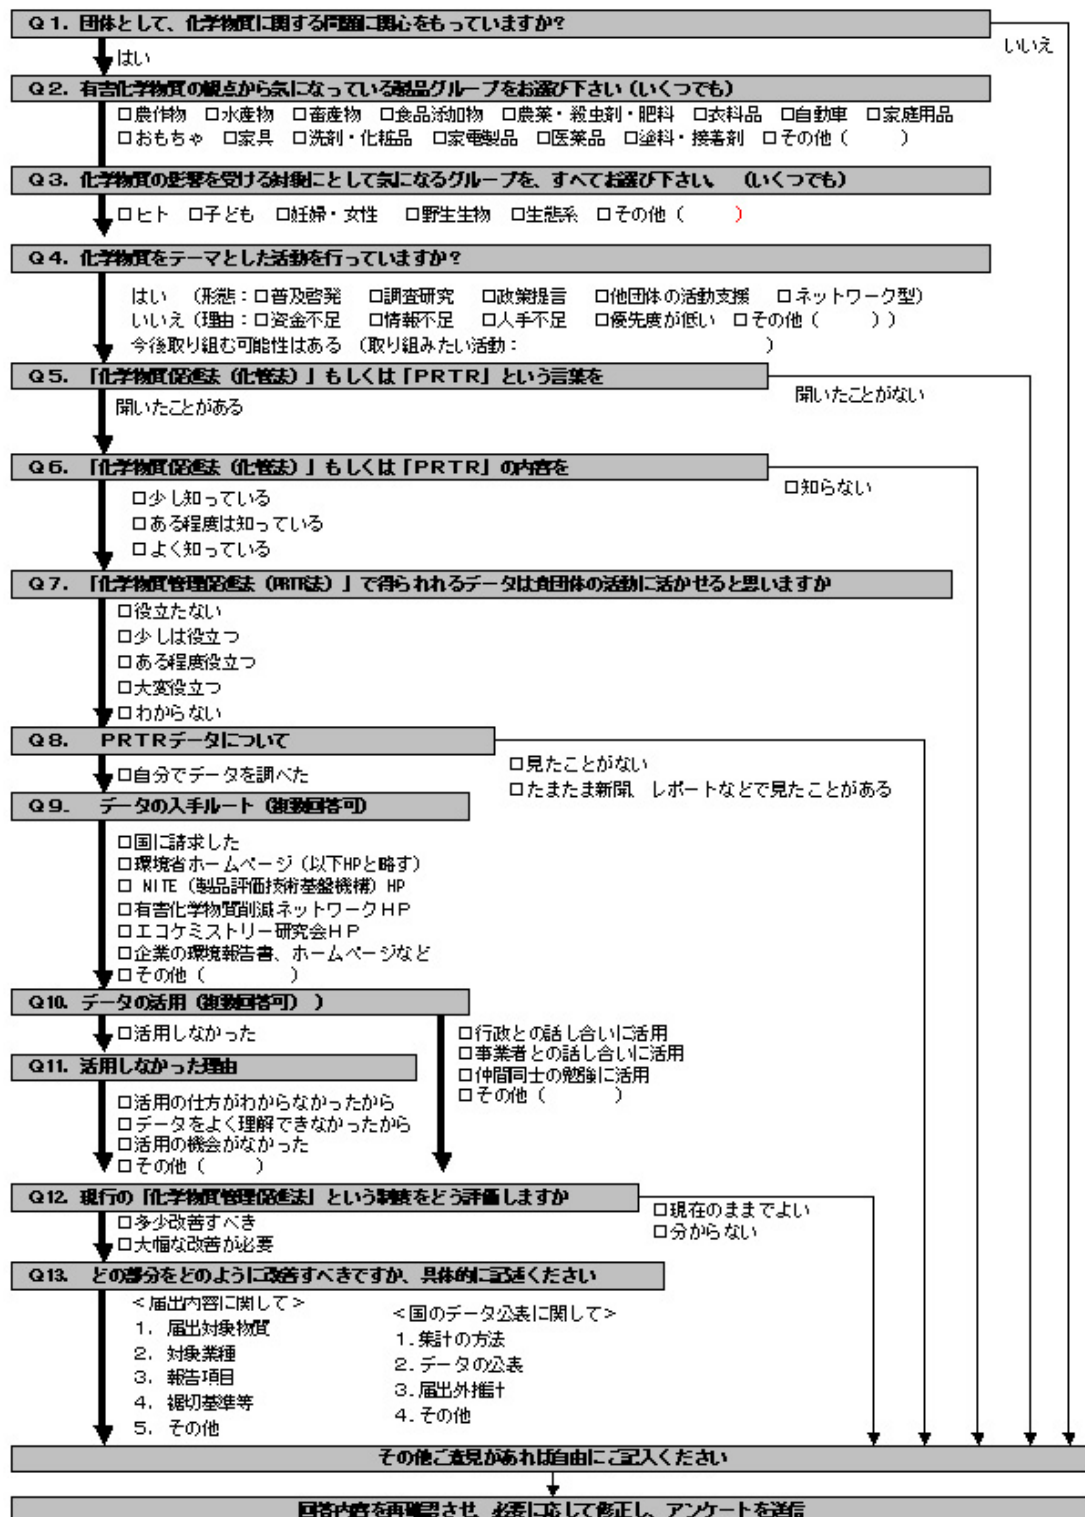 Q1. 団体として、化学物質に関する問題に関心をもっていますか?
いいえ
はい
Q2. 有害化学物質の観点から気になっている製品グループをお選び下さい(いくつでも)
□農作物 □水産物 □畜産物 □食品添加物 □農薬・殺虫剤・肥料 □衣料品 □自動車 □家庭用品
□おもちゃ □家具 □洗剤・化粧品 □家電製品 □医薬品 □塗料・接着剤 □その他( )
Q3. 化学物質の影響を受ける対象にとして気になるグループを、すべてお選び下さい。 (いくつでも)
□ヒト □子ども □妊婦・女性 □野生生物 □生態系 □その他( )
Q4. 化学物質をテーマとした活動を行っていますか?
はい (形態:□普及啓発 □調査研究 □政策提言 □他団体の活動支援 □ネットワーク型)
いいえ(理由:□資金不足 □情報不足 □人手不足 □優先度が低い □その他( ))
今後取り組む可能性はある (取り組みたい活動: )
Q5. 「化学物質促進法(化管法)」もしくは「PRTR」という言葉を
聞いたことがない
聞いたことがある
Q6. 「化学物質促進法(化管法)」もしくは「PRTR」の内容を
□知らない
□少し知っている
□ある程度は知っている
□よく知っている
Q7. 「化学物質管理促進法(PRTR法)」で得られれるデータは貴団体の活動に活かせると思いますか
□役立たない
□少しは役立つ
□ある程度役立つ
□大変役立つ
□わからない
Q8. PRTRデータについて
□見たことがない
□たまたま新聞、レポートなどで見たことがある
□自分でデータを調べた
Q9. データの入手ルート(複数回答可)
□国に請求した
□環境省ホームページ(以下HPと略す)
□ NITE(製品評価技術基盤機構)HP
□有害化学物質削減ネットワークHP
□エコケミストリー研究会HP
□企業の環境報告書、ホームページなど
□その他( )
Q10. データの活用(複数回答可))
□活用しなかった
□行政との話し合いに活用
□事業者との話し合いに活用
□仲間同士の勉強に活用
□その他( )
Q11. 活用しなかった理由
□活用の仕方がわからなかったから
□データをよく理解できなかったから
□活用の機会がなかった
□その他( )
Q12. 現行の「化学物質管理促進法」という制度をどう評価しますか
□現在のままでよい
□分からない
□多少改善すべき
□大幅な改善が必要
Q13. どの部分をどのように改善すべきですか、具体的に記述ください
<届出内容に関して>
1. 届出対象物質
2. 対象業種
3. 報告項目
4. 裾切基準等
5. その他
<国のデータ公表に関して>
1.集計の方法
2.データの公表
3.届出外推計
4.その他
その他ご意見があれば自由にご記入ください
回答内容を再確認させ、必要に応じて修正し、アンケートを送信